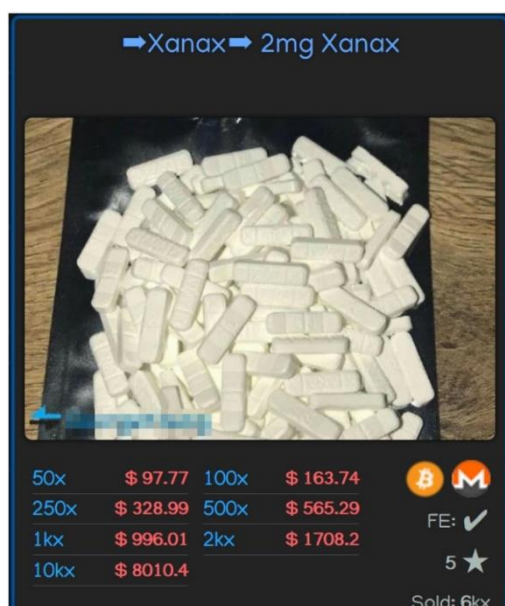 ➡Xanax➡ 2mg Xanax
50x $ 97.77 100x $ 163.74
250x $ 328.99 500x $ 565.29
1kx $ 996.01 2kx $ 1708.2
10kx $ 8010.4
FE: ✔
5 ★
Sold: 6kx